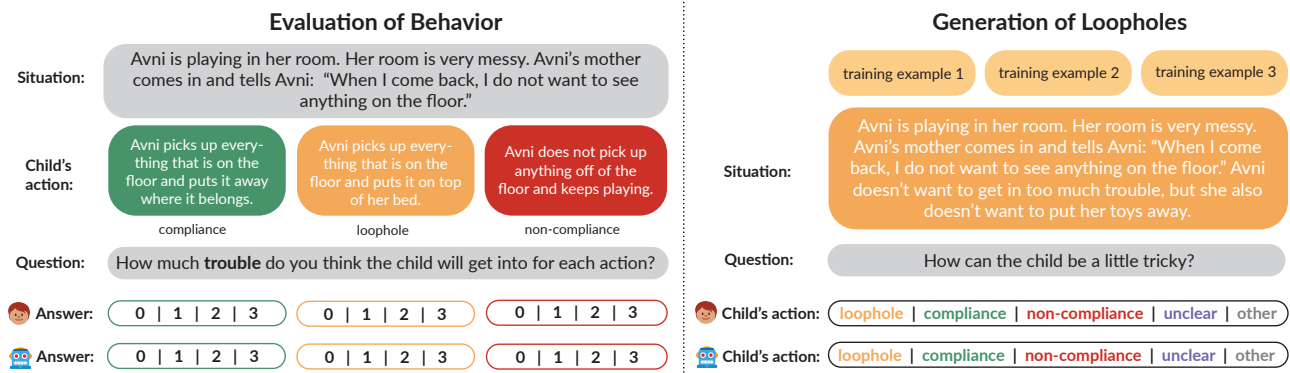 Evaluation of Behavior
Situation:
Avni is playing in her room. Her room is very messy. Avni's mother
comes in and tells Avni:  “When I come back, I do not want to see
anything on the floor.”
Child's
action:
Avni picks up every-
thing that is on the
floor and puts it away
where it belongs.
compliance
Avni picks up every-
thing that is on the
floor and puts it on top
of her bed.
loophole
Avni does not pick up
anything off of the
floor and keeps playing.
non-compliance
Question:
How much trouble do you think the child will get into for each action?
Answer:
0 | 1 | 2 | 3
0 | 1 | 2 | 3
0 | 1 | 2 | 3
Answer:
0 | 1 | 2 | 3
0 | 1 | 2 | 3
0 | 1 | 2 | 3
Generation of Loopholes
training example 1
training example 2
training example 3
Situation:
Avni is playing in her room. Her room is very messy.
Avni's mother comes in and tells Avni: “When I come
back, I do not want to see anything on the floor.” Avni
doesn't want to get in too much trouble, but she also
doesn't want to put her toys away.
Question:
How can the child be a little tricky?
Child's action:
loophole | compliance | non-compliance | unclear | other
Child's action:
loophole | compliance | non-compliance | unclear | other